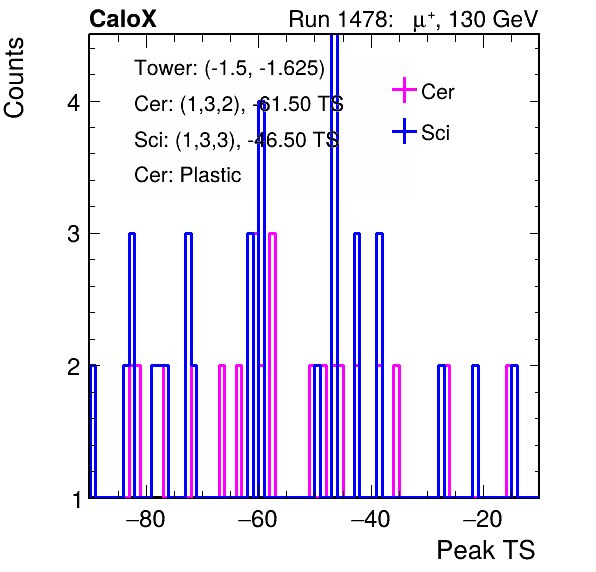 CaloX Run 1478: μ⁺, 130 GeV
Counts
Tower: (-1.5, -1.625)
Cer: (1,3,2), -61.50 TS
Sci: (1,3,3), -46.50 TS
Cer: Plastic
Cer
Sci
4
3
2
1
−80 −60 −40 −20
Peak TS